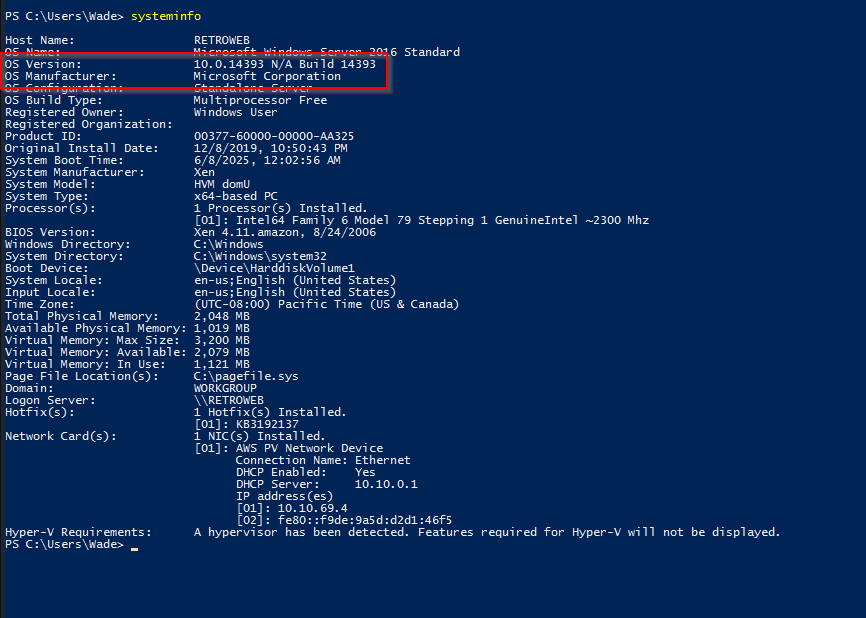 PS C:\Users\Wade> systeminfo
Host Name: RETROWEB
OS Name: Microsoft Windows Server 2016 Standard
OS Version: 10.0.14393 N/A Build 14393
OS Manufacturer: Microsoft Corporation
OS Configuration: Standalone Server
OS Build Type: Multiprocessor Free
Registered Owner: Windows User
Registered Organization:
Product ID: 00377-60000-00000-AA325
Original Install Date: 12/8/2019, 10:50:43 PM
System Boot Time: 6/8/2025, 12:02:56 AM
System Manufacturer: Xen
System Model: HVM domU
System Type: x64-based PC
Processor(s): 1 Processor(s) Installed.
[01]: Intel64 Family 6 Model 79 Stepping 1 GenuineIntel ~2300 Mhz
BIOS Version: Xen 4.11.amazon, 8/24/2006
Windows Directory: C:\Windows
System Directory: C:\Windows\system32
Boot Device: \Device\HarddiskVolume1
System Locale: en-us;English (United States)
Input Locale: en-us;English (United States)
Time Zone: (UTC-08:00) Pacific Time (US & Canada)
Total Physical Memory: 2,048 MB
Available Physical Memory: 1,019 MB
Virtual Memory: Max Size: 3,200 MB
Virtual Memory: Available: 2,079 MB
Virtual Memory: In Use: 1,121 MB
Page File Location(s): C:\pagefile.sys
Domain: WORKGROUP
Logon Server: \\RETROWEB
Hotfix(s): 1 Hotfix(s) Installed.
[01]: KB3192137
Network Card(s): 1 NIC(s) Installed.
[01]: AWS PV Network Device
Connection Name: Ethernet
DHCP Enabled: Yes
DHCP Server: 10.10.0.1
IP address(es)
[01]: 10.10.69.4
[02]: fe80::f9de:9a5d:d2d1:46f5
Hyper-V Requirements: A hypervisor has been detected. Features required for Hyper-V will not be displayed.
PS C:\Users\Wade> _